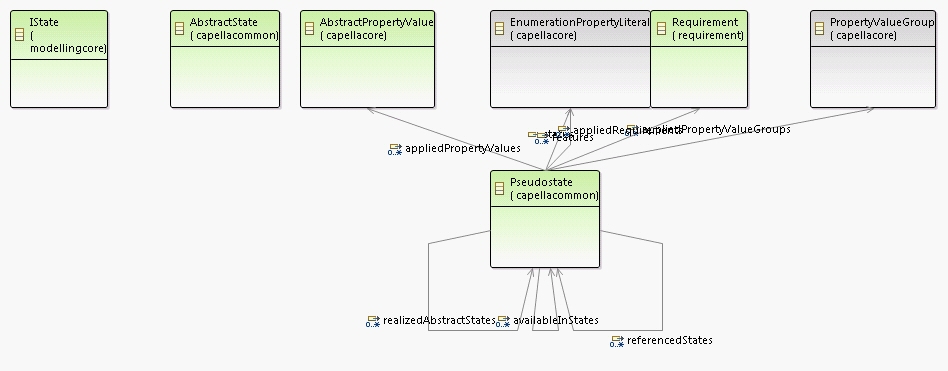 IState
(
modellingcore)
AbstractState
( capellacommon)
AbstractPropertyValue
( capellacore)
EnumerationPropertyLiteral
( capellacore)
Requirement
( requirement)
PropertyValueGroup
( capellacore)
appliedRequirements
appliedPropertyValueGroups
features
0..*
appliedPropertyValues
0..*
Pseudostate
( capellacommon)
realizedAbstractStates
0..*
availableInStates
0..*
referencedStates
0..*